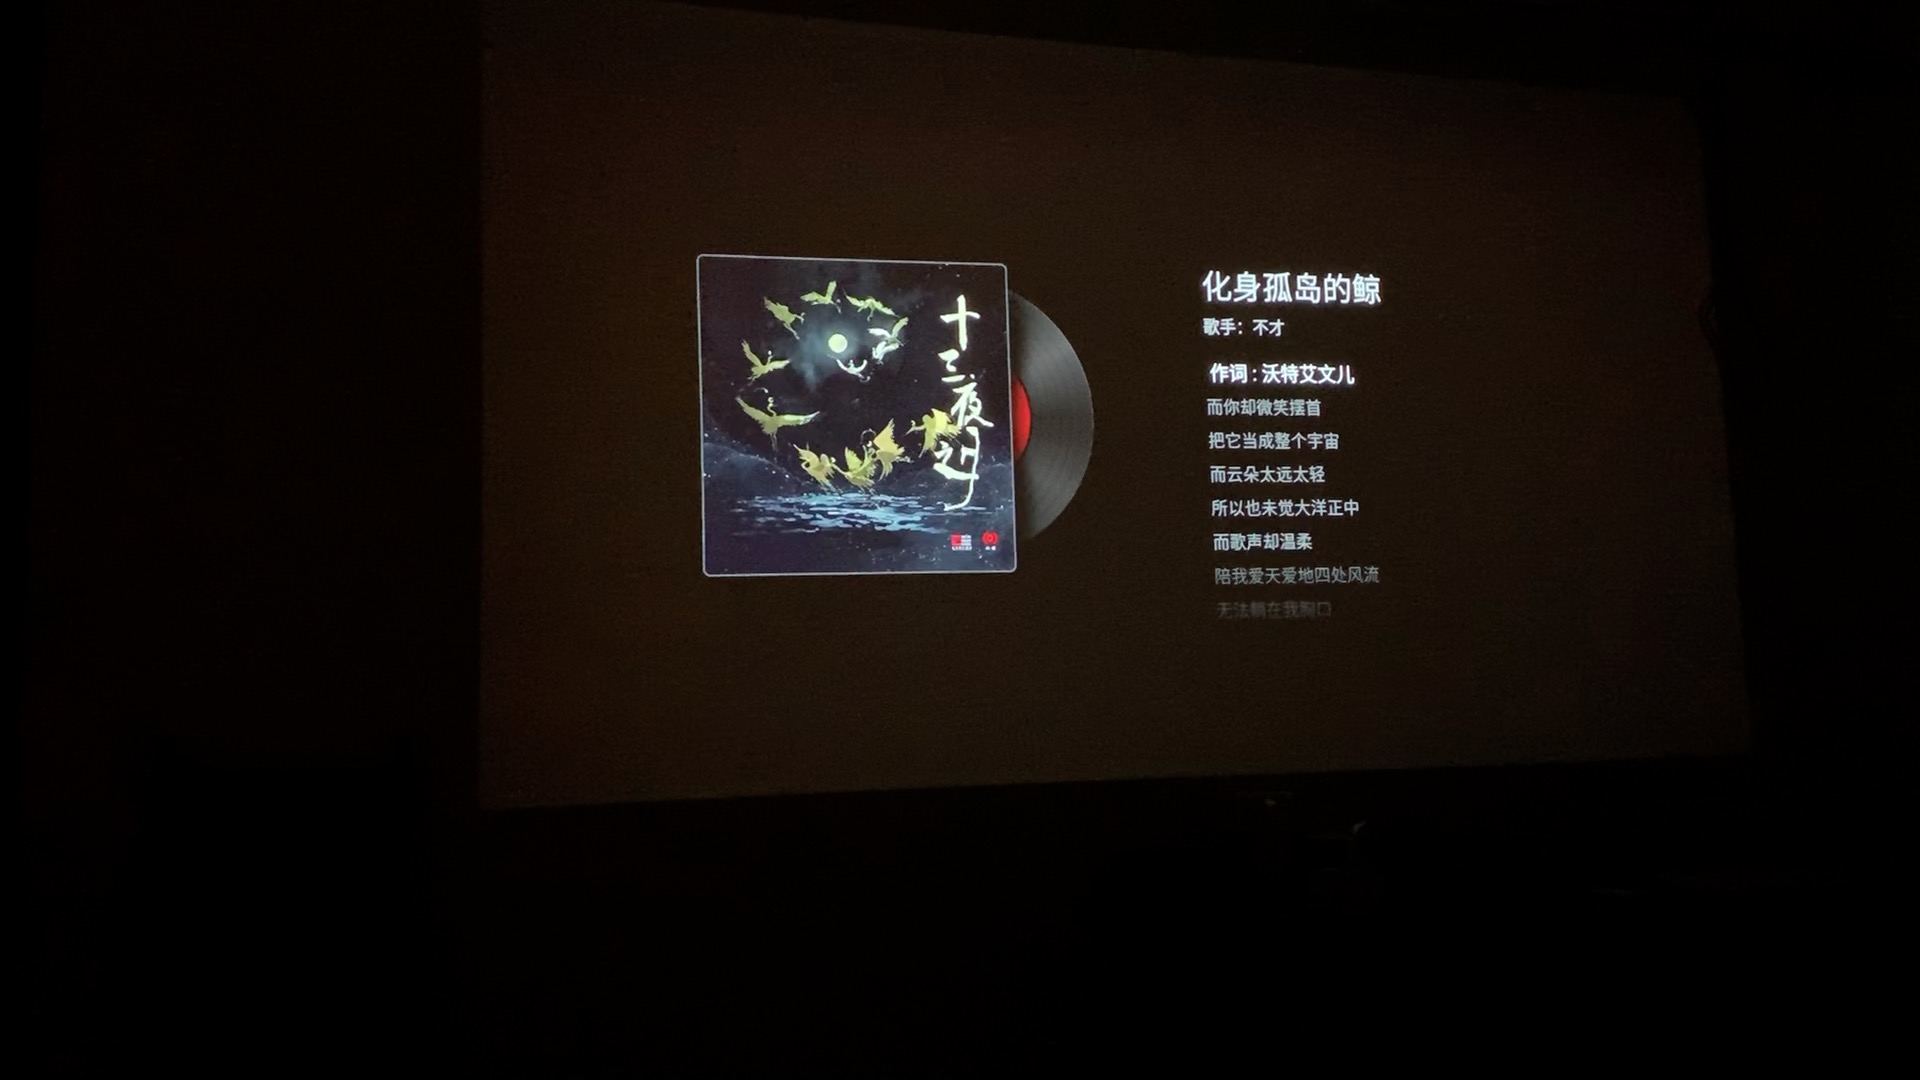 十三夜之月
化身孤岛的鲸
歌手：不才
作词 : 沃特艾文儿
而你却微笑摆首
把它当成整个宇宙
而云朵太远太轻
所以也未觉大洋正中
而歌声却温柔
陪我爱天爱地四处风流
无法躺在我胸口